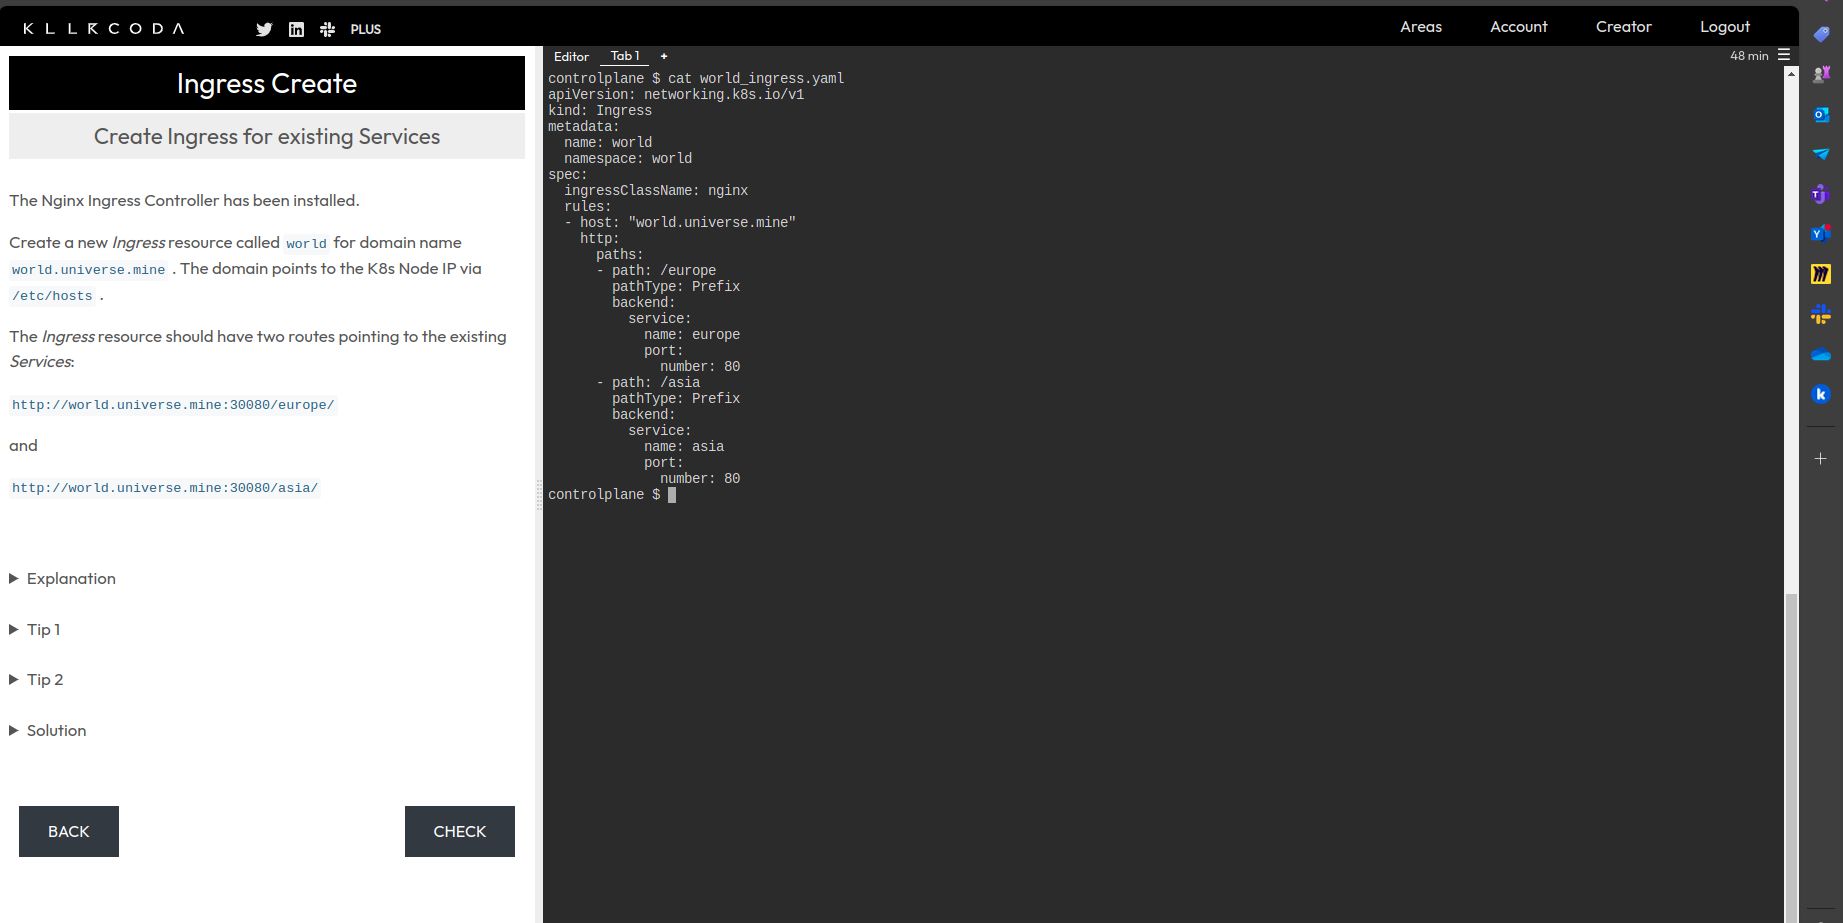 KLLRCODA
PLUS
Areas
Account
Creator
Logout
Ingress Create
Create Ingress for existing Services
The Nginx Ingress Controller has been installed.
Create a new Ingress resource called world for domain name
world.universe.mine . The domain points to the K8s Node IP via
/etc/hosts .
The Ingress resource should have two routes pointing to the existing
Services:
http://world.universe.mine:30080/europe/
and
http://world.universe.mine:30080/asia/
Explanation
Tip 1
Tip 2
Solution
BACK
CHECK
Editor
Tab 1
+
48 min
controlplane $ cat world_ingress.yaml
apiVersion: networking.k8s.io/v1
kind: Ingress
metadata:
  name: world
  namespace: world
spec:
  ingressClassName: nginx
  rules:
  - host: "world.universe.mine"
    http:
      paths:
      - path: /europe
        pathType: Prefix
        backend:
          service:
            name: europe
            port:
              number: 80
      - path: /asia
        pathType: Prefix
        backend:
          service:
            name: asia
            port:
              number: 80
controlplane $